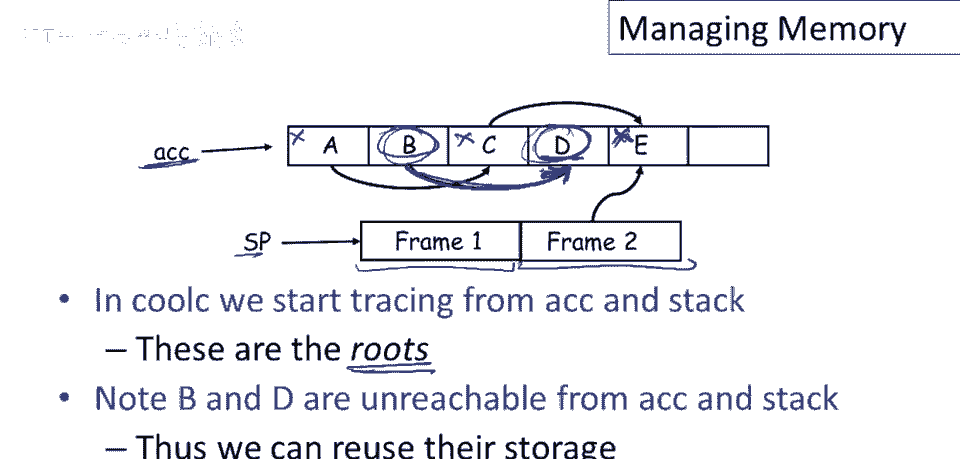 Managing Memory
acc A B C D E
SP Frame 1 Frame 2
• In coolc we start tracing from acc and stack
– These are the roots
• Note B and D are unreachable from acc and stack
– Thus we can reuse their storage